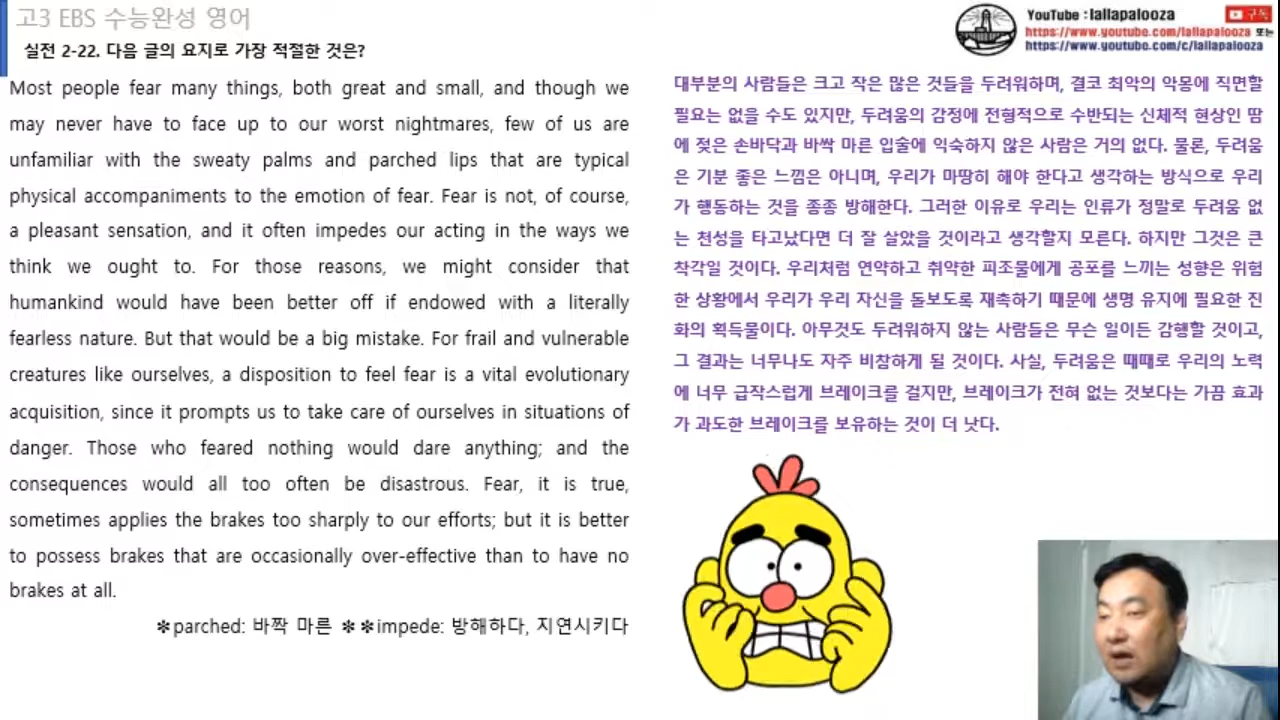 고3 EBS 수능완성 영어
실전 2-22. 다음 글의 요지로 가장 적절한 것은?
Most people fear many things, both great and small, and though we
may never have to face up to our worst nightmares, few of us are
unfamiliar with the sweaty palms and parched lips that are typical
physical accompaniments to the emotion of fear. Fear is not, of course,
a pleasant sensation, and it often impedes our acting in the ways we
think we ought to. For those reasons, we might consider that
humankind would have been better off if endowed with a literally
fearless nature. But that would be a big mistake. For frail and vulnerable
creatures like ourselves, a disposition to feel fear is a vital evolutionary
acquisition, since it prompts us to take care of ourselves in situations of
danger. Those who feared nothing would dare anything; and the
consequences would all too often be disastrous. Fear, it is true,
sometimes applies the brakes too sharply to our efforts; but it is better
to possess brakes that are occasionally over-effective than to have no
brakes at all.
✻parched: 바짝 마른 ✻✻impede: 방해하다, 지연시키다
YouTube : lallapalooza
구독
https://www.youtube.com/lallapalooza 또는
https://www.youtube.com/c/lallapalooza
대부분의 사람들은 크고 작은 많은 것들을 두려워하며, 결코 최악의 악몽에 직면할
필요는 없을 수도 있지만, 두려움의 감정에 전형적으로 수반되는 신체적 현상인 땀
에 젖은 손바닥과 바싹 마른 입술에 익숙하지 않은 사람은 거의 없다. 물론, 두려움
은 기분 좋은 느낌은 아니며, 우리가 마땅히 해야 한다고 생각하는 방식으로 우리
가 행동하는 것을 종종 방해한다. 그러한 이유로 우리는 인류가 정말로 두려움 없
는 천성을 타고났다면 더 잘 살았을 것이라고 생각할지 모른다. 하지만 그것은 큰
착각일 것이다. 우리처럼 연약하고 취약한 피조물에게 공포를 느끼는 성향은 위험
한 상황에서 우리가 우리 자신을 돌보도록 재촉하기 때문에 생명 유지에 필요한 진
화의 획득물이다. 아무것도 두려워하지 않는 사람들은 무슨 일이든 감행할 것이고,
그 결과는 너무나도 자주 비참하게 될 것이다. 사실, 두려움은 때때로 우리의 노력
에 너무 급작스럽게 브레이크를 걸지만, 브레이크가 전혀 없는 것보다는 가끔 효과
가 과도한 브레이크를 보유하는 것이 더 낫다.